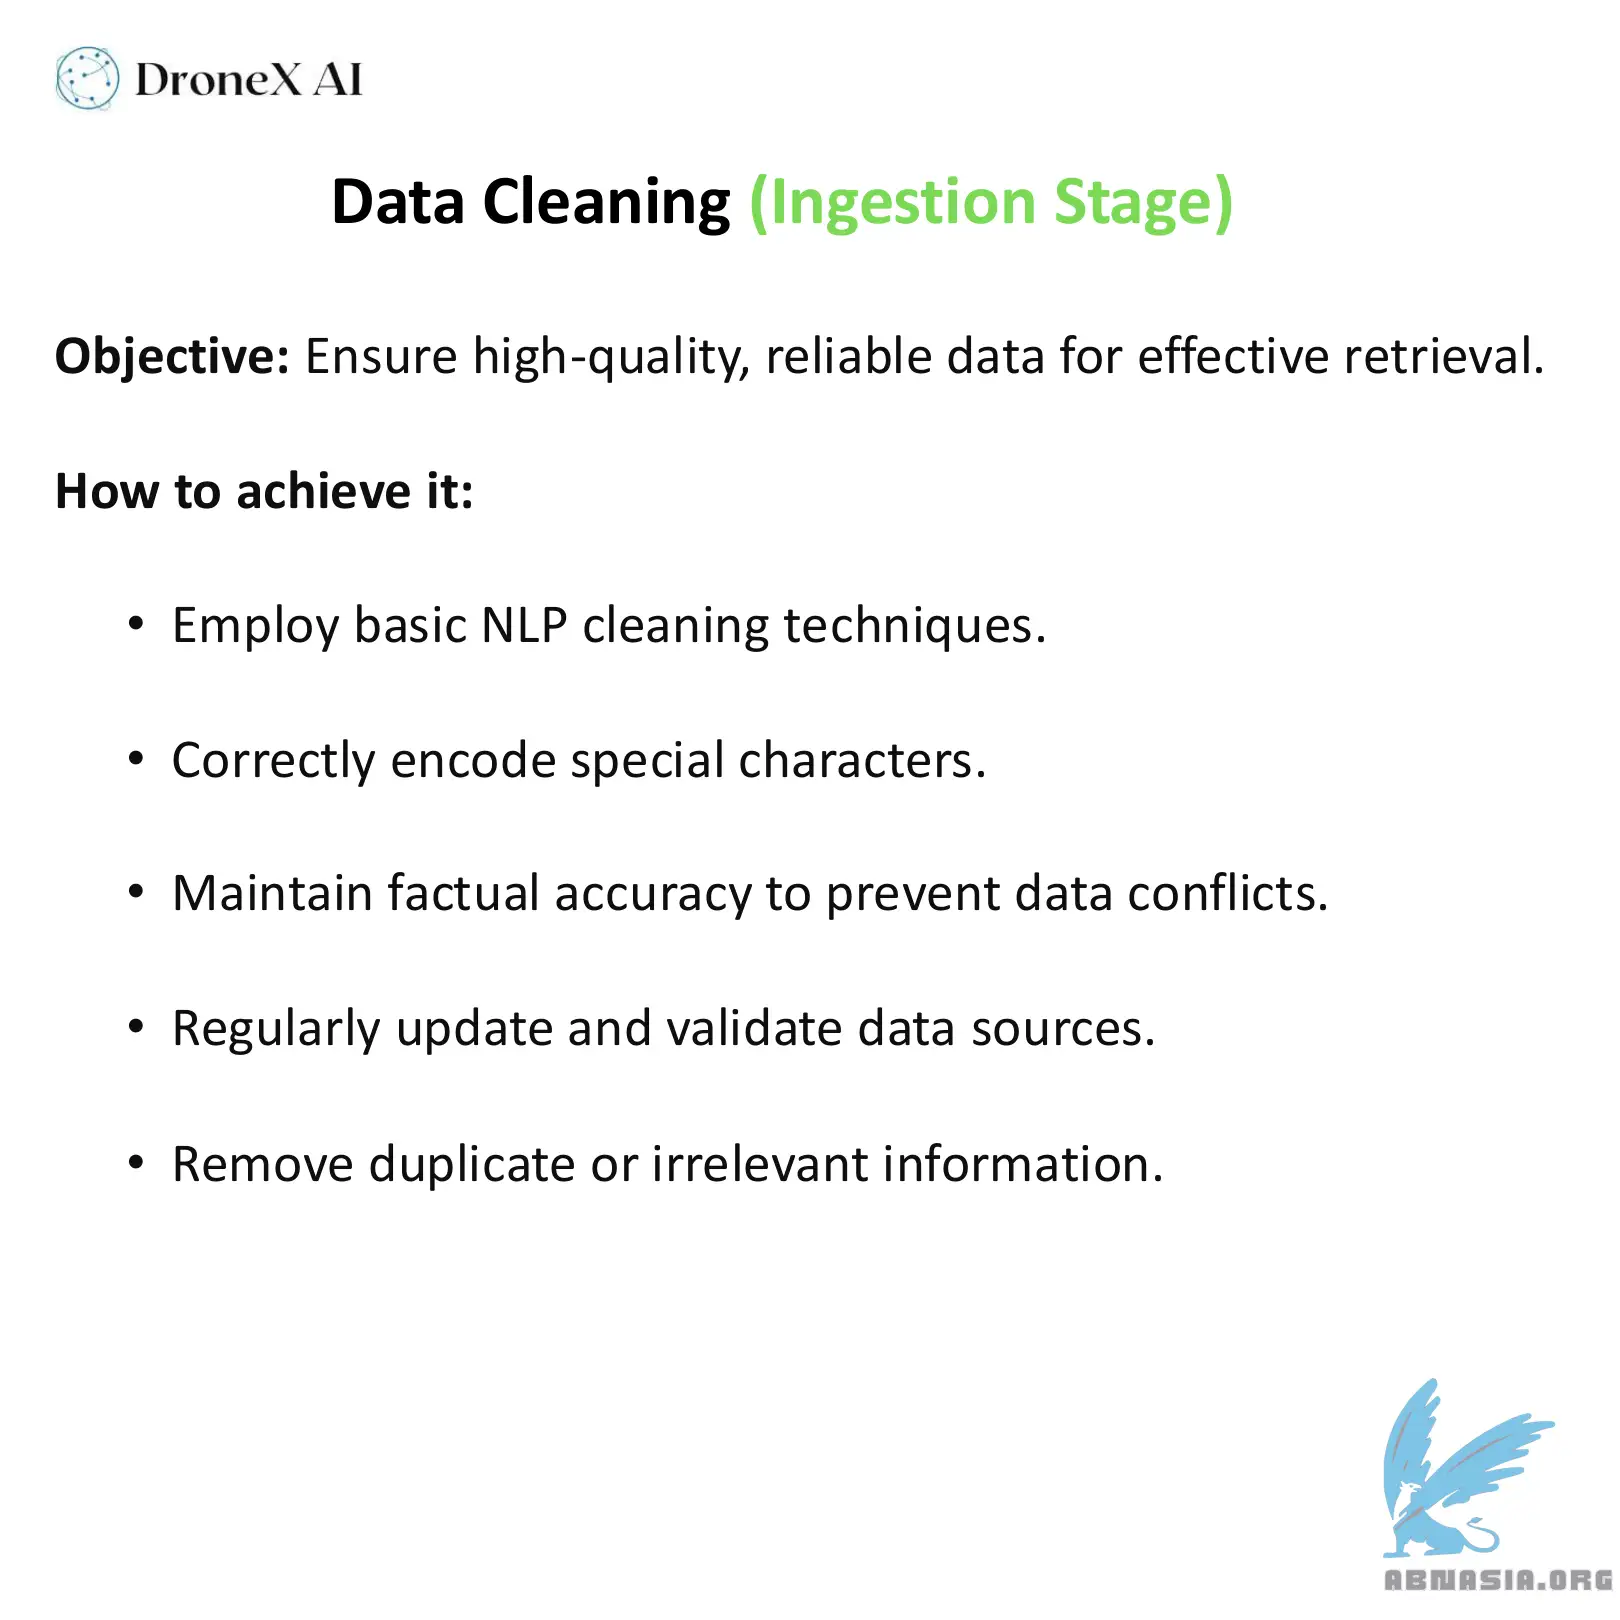 DroneX AI
Data Cleaning (Ingestion Stage)
Objective: Ensure high-quality, reliable data for effective retrieval.
How to achieve it:
• Employ basic NLP cleaning techniques.
• Correctly encode special characters.
• Maintain factual accuracy to prevent data conflicts.
• Regularly update and validate data sources.
• Remove duplicate or irrelevant information.
ABNASIA.ORG